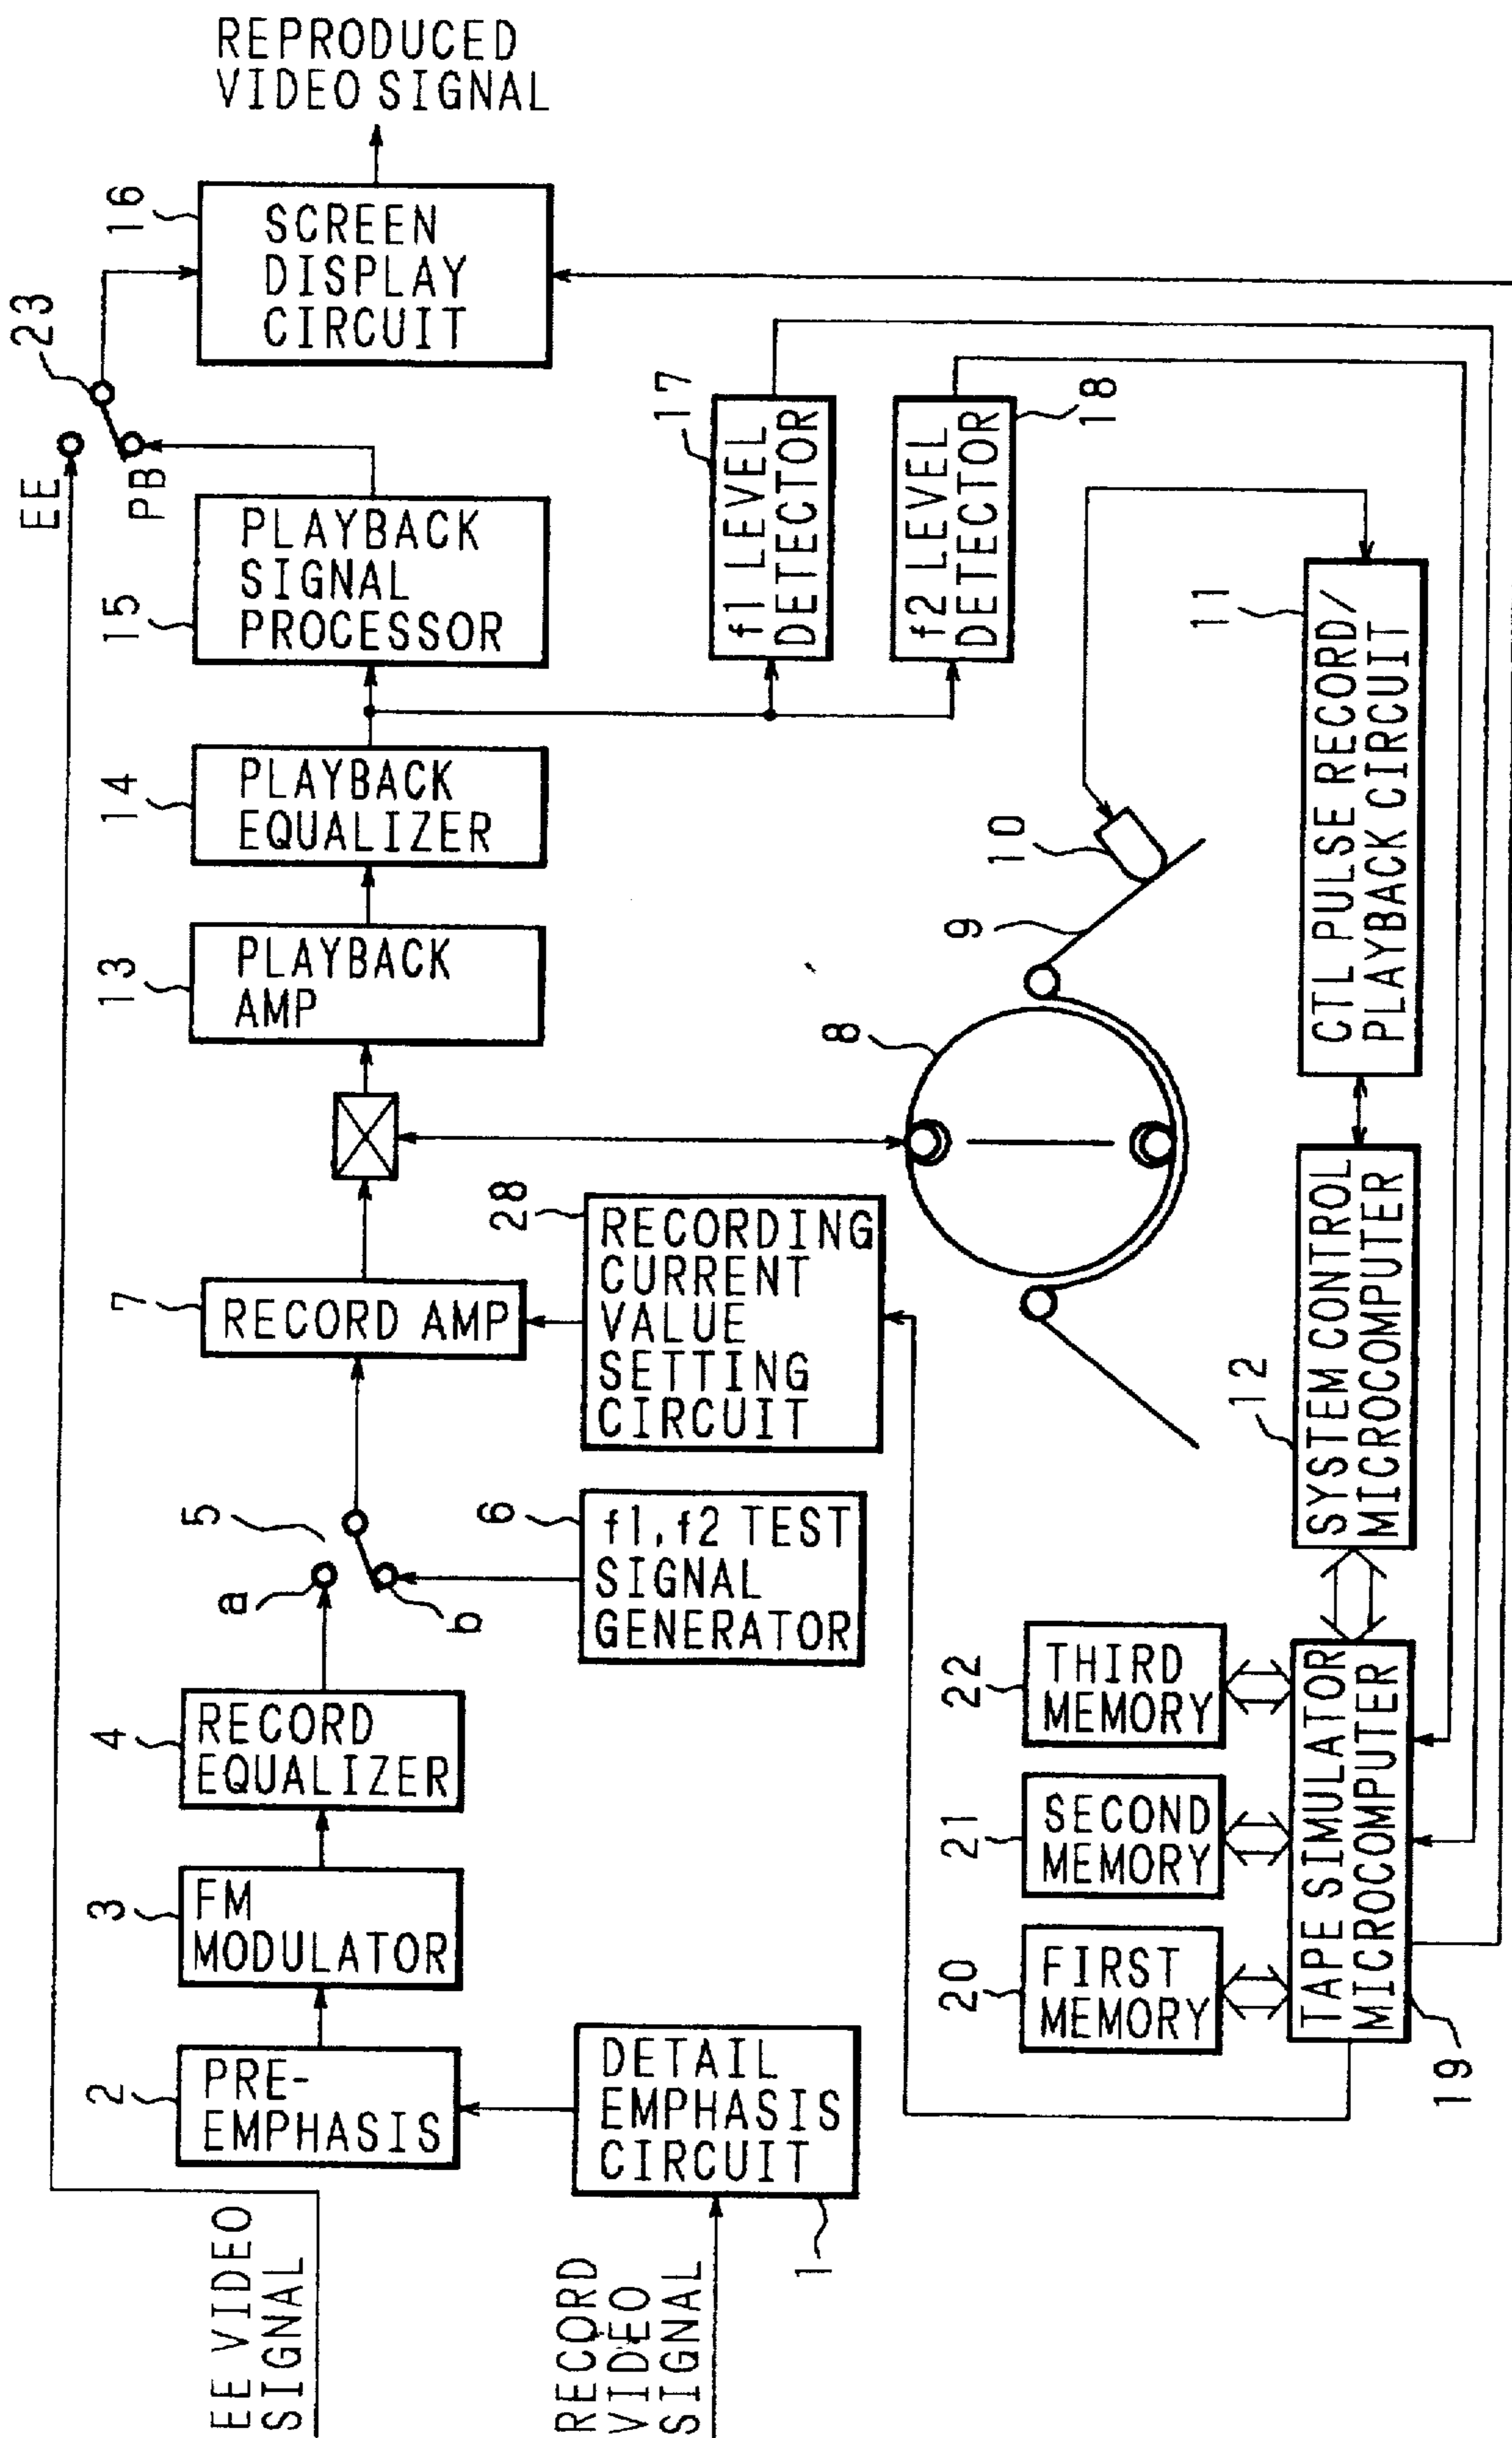 EE VIDEO
SIGNAL
RECORD
VIDEO
SIGNAL
1
DETAIL
EMPHASIS
CIRCUIT
2
PRE-
EMPHASIS
3
FM
MODULATOR
4
RECORD
EQUALIZER
a
5
b
6
f1,f2 TEST
SIGNAL
GENERATOR
7
RECORD AMP
28
RECORDING
CURRENT
VALUE
SETTING
CIRCUIT
13
PLAYBACK
AMP
14
PLAYBACK
EQUALIZER
15
PLAYBACK
SIGNAL
PROCESSOR
EE
PB
23
16
SCREEN
DISPLAY
CIRCUIT
REPRODUCED
VIDEO SIGNAL
17
f1 LEVEL
DETECTOR
f2 LEVEL
DETECTOR
18
8
9
10
20
FIRST
MEMORY
21
SECOND
MEMORY
22
THIRD
MEMORY
19
TAPE SIMULATOR
MICROCOMPUTER
12
SYSTEM CONTROL
MICROCOMPUTER
11
CTL PULSE RECORD/
PLAYBACK CIRCUIT